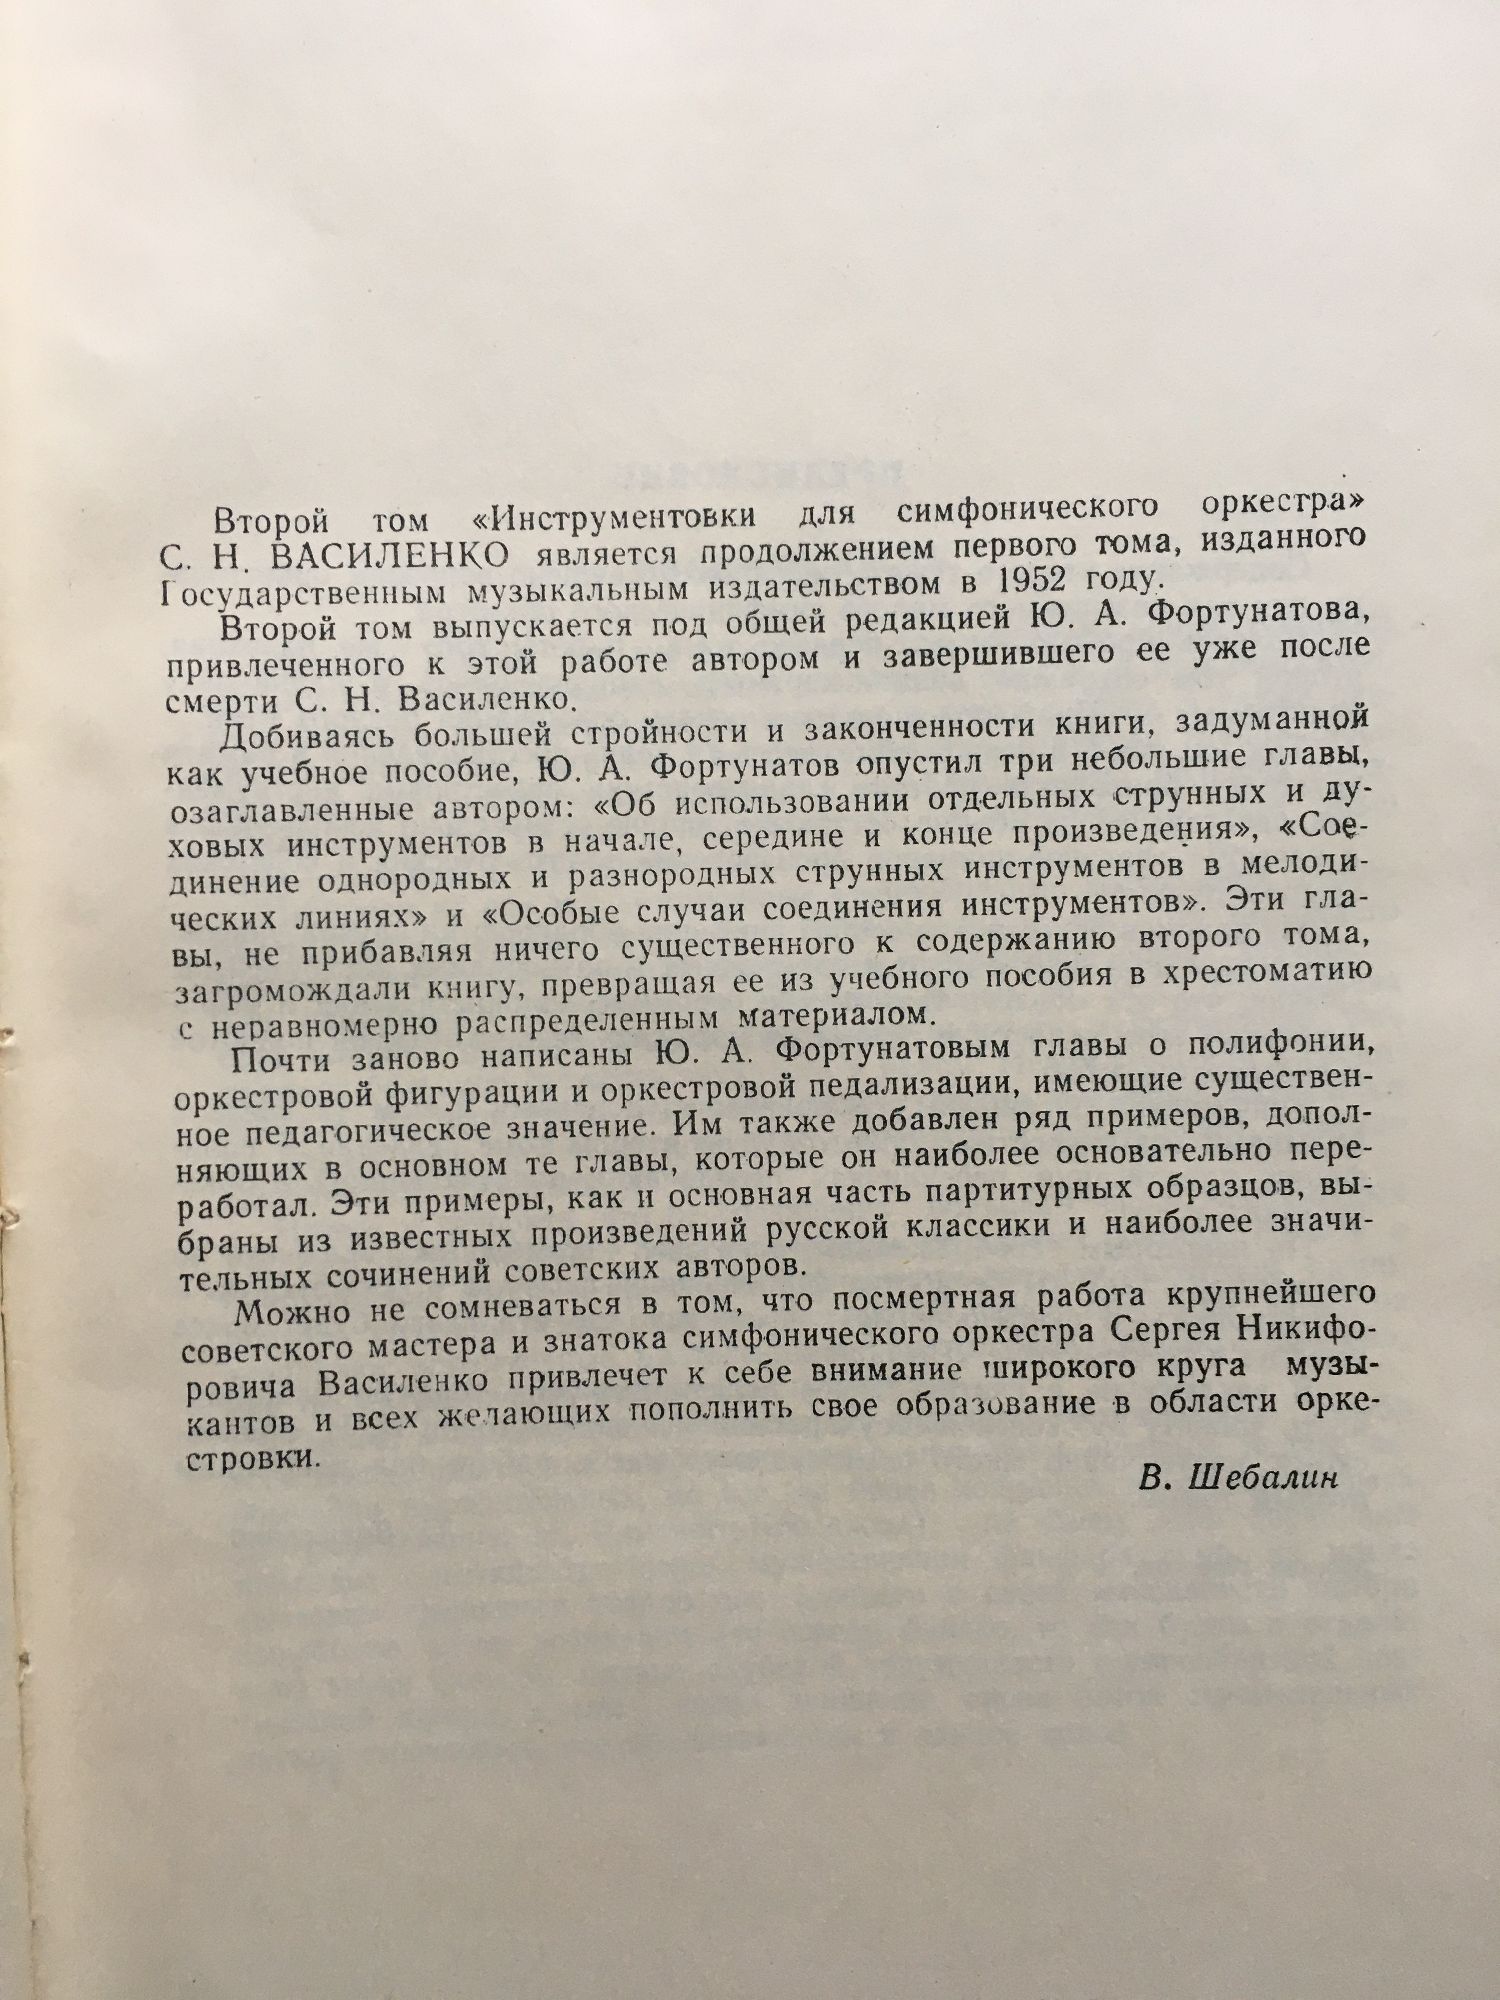 Второй том «Инструментовки для симфонического оркестра»
С. Н. ВАСИЛЕНКО является продолжением первого тома, изданного
Государственным музыкальным издательством в 1952 году.
Второй том выпускается под общей редакцией Ю. А. Фортунатова,
привлеченного к этой работе автором и завершившего ее уже после
смерти С. Н. Василенко.
Добиваясь большей стройности и законченности книги, задуманной
как учебное пособие, Ю. А. Фортунатов опустил три небольшие главы,
озаглавленные автором: «Об использовании отдельных струнных и ду-
ховых инструментов в начале, середине и конце произведения», «Сое-
динение однородных и разнородных струнных инструментов в мелоди-
ческих линиях» и «Особые случаи соединения инструментов». Эти гла-
вы, не прибавляя ничего существенного к содержанию второго тома,
загромождали книгу, превращая ее из учебного пособия в хрестоматию
с неравномерно распределенным материалом.
Почти заново написаны Ю. А. Фортунатовым главы о полифонии,
оркестровой фигурации и оркестровой педализации, имеющие существен-
ное педагогическое значение. Им также добавлен ряд примеров, допол-
няющих в основном те главы, которые он наиболее основательно пере-
работал. Эти примеры, как и основная часть партитурных образцов, вы-
браны из известных произведений русской классики и наиболее значи-
тельных сочинений советских авторов.
Можно не сомневаться в том, что посмертная работа крупнейшего
советского мастера и знатока симфонического оркестра Сергея Никифо-
ровича Василенко привлечет к себе внимание широкого круга музы-
кантов и всех желающих пополнить свое образование в области орке-
стровки.
В. Шебалин